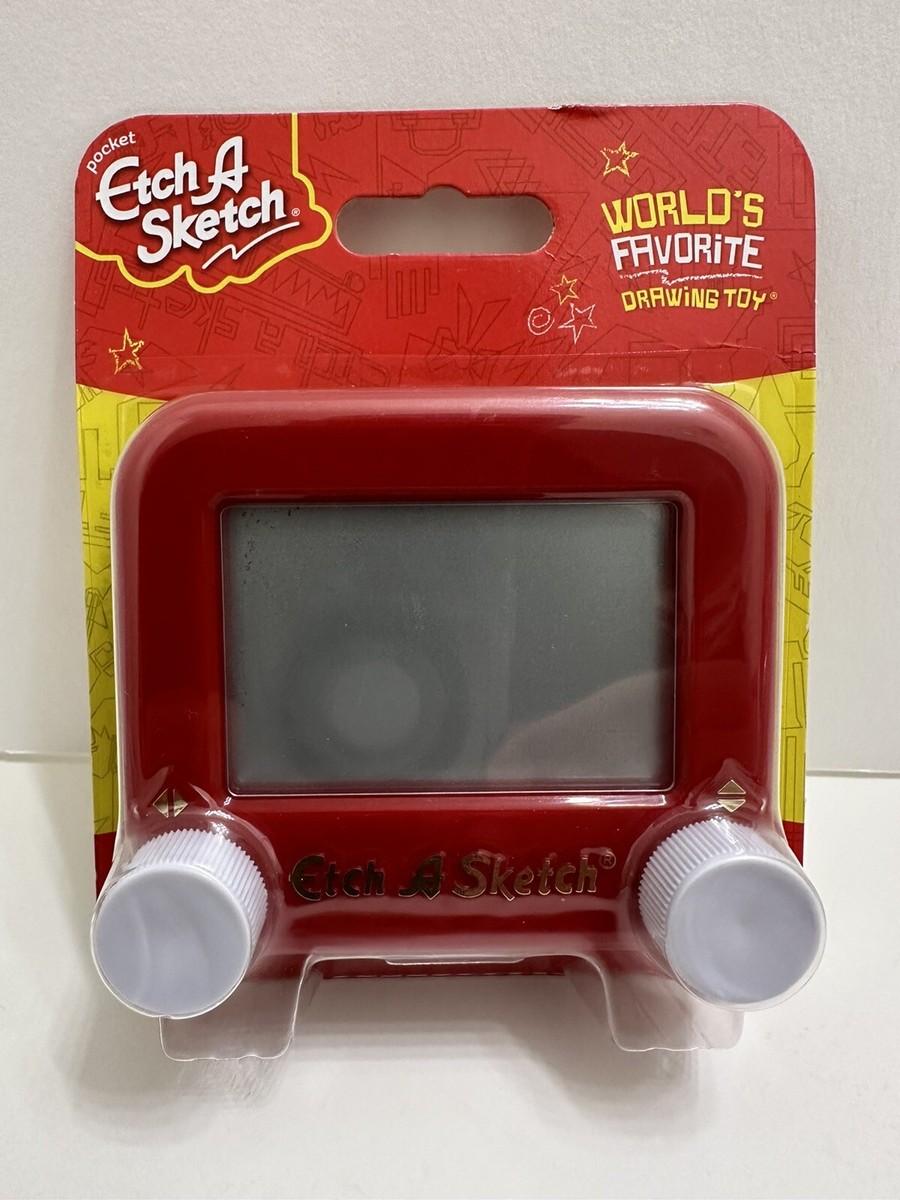 pocket
Etch A
Sketch®
WORLD'S
FAVORiTE
DRAWiNG TOY®
Etch A Sketch®